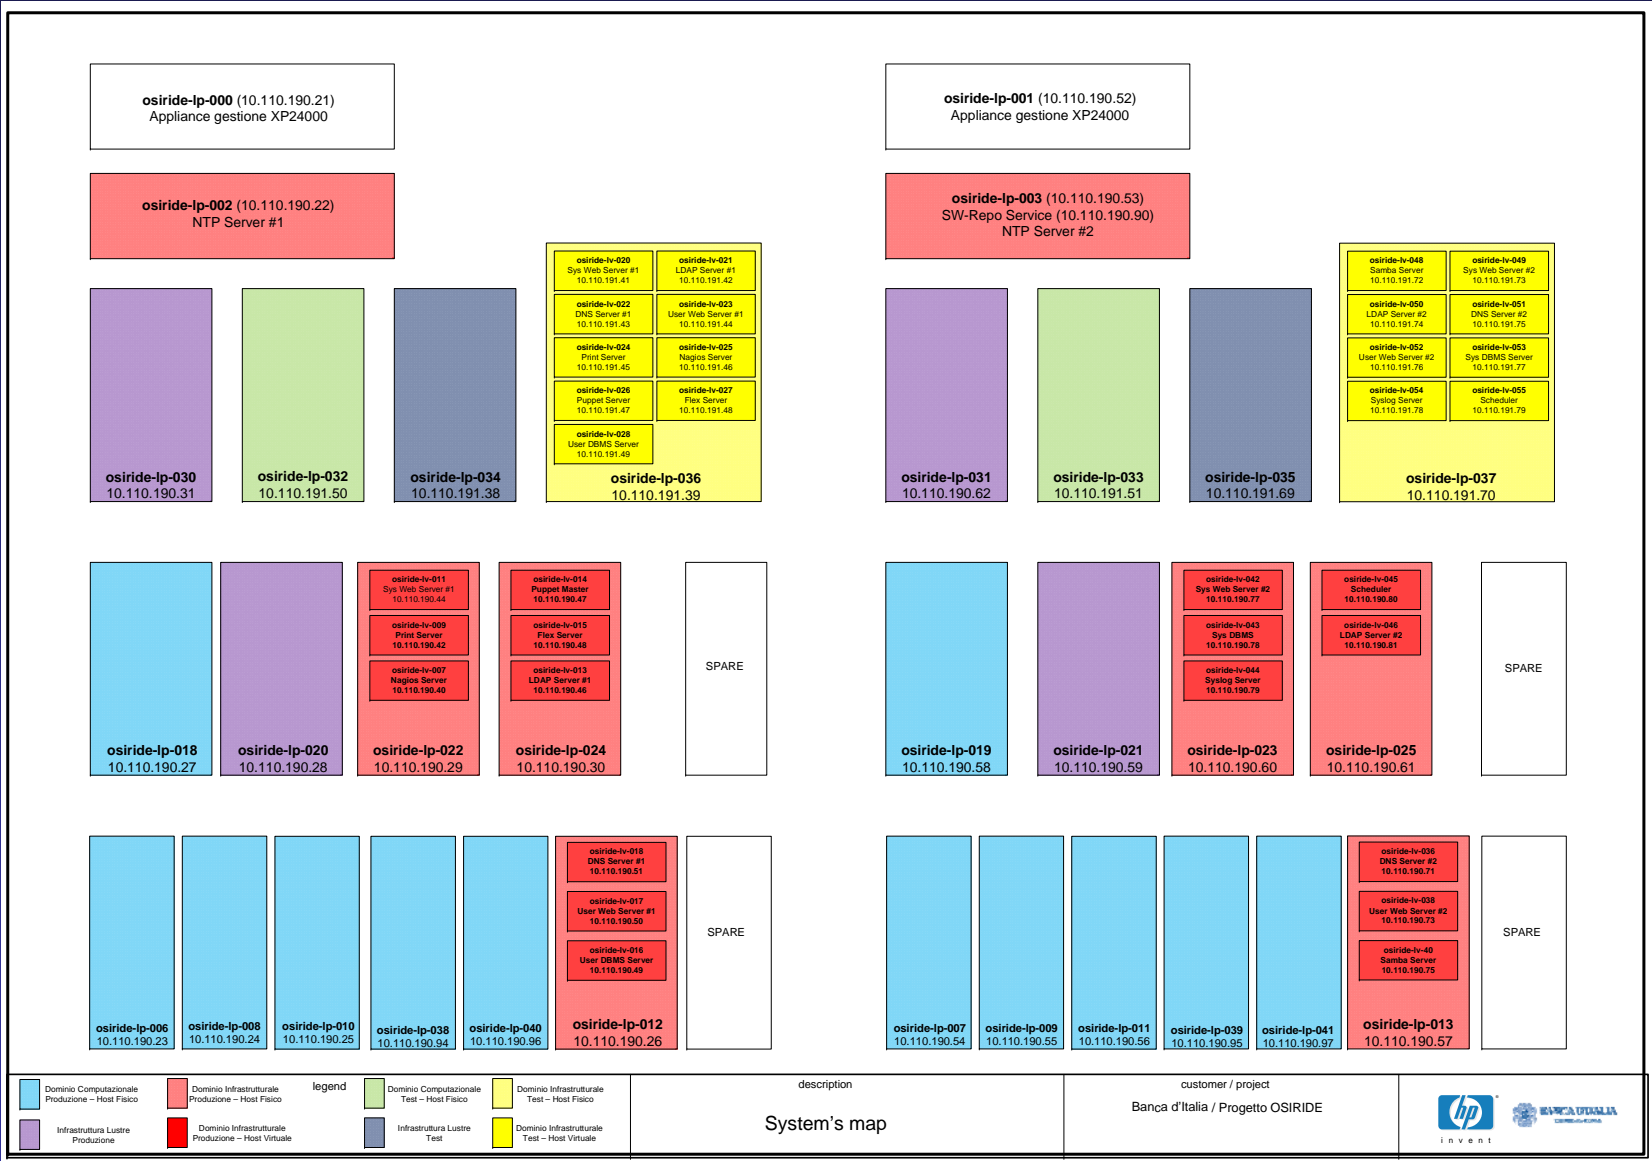 osiride-lp-000 (10.110.190.21)
Appliance gestione XP24000
osiride-lp-001 (10.110.190.52)
Appliance gestione XP24000
osiride-lp-002 (10.110.190.22)
NTP Server #1
osiride-lp-003 (10.110.190.53)
SW-Repo Service (10.110.190.90)
NTP Server #2
osiride-lp-030
10.110.190.31
osiride-lp-032
10.110.191.50
osiride-lp-034
10.110.191.38
osiride-lv-020
Sys Web Server #1
10.110.191.41
osiride-lv-021
LDAP Server #1
10.110.191.42
osiride-lv-022
DNS Server #1
10.110.191.43
osiride-lv-023
User Web Server #1
10.110.191.44
osiride-lv-024
Print Server
10.110.191.45
osiride-lv-025
Nagios Server
10.110.191.46
osiride-lv-026
Puppet Server
10.110.191.47
osiride-lv-027
Flex Server
10.110.191.48
osiride-lv-028
User DBMS Server
10.110.191.49
osiride-lp-036
10.110.191.39
osiride-lp-031
10.110.190.62
osiride-lp-033
10.110.191.51
osiride-lp-035
10.110.191.69
osiride-lv-048
Samba Server
10.110.191.72
osiride-lv-049
Sys Web Server #2
10.110.191.73
osiride-lv-050
LDAP Server #2
10.110.191.74
osiride-lv-051
DNS Server #2
10.110.191.75
osiride-lv-052
User Web Server #2
10.110.191.76
osiride-lv-053
Sys DBMS Server
10.110.191.77
osiride-lv-054
Syslog Server
10.110.191.78
osiride-lv-055
Scheduler
10.110.191.79
osiride-lp-037
10.110.191.70
osiride-lp-018
10.110.190.27
osiride-lp-020
10.110.190.28
osiride-lv-011
Sys Web Server #1
10.110.190.44
osiride-lv-009
Print Server
10.110.190.42
osiride-lv-007
Nagios Server
10.110.190.40
osiride-lp-022
10.110.190.29
osiride-lv-014
Puppet Master
10.110.190.47
osiride-lv-015
Flex Server
10.110.190.48
osiride-lv-013
LDAP Server #1
10.110.190.46
osiride-lp-024
10.110.190.30
SPARE
osiride-lp-019
10.110.190.58
osiride-lp-021
10.110.190.59
osiride-lv-042
Sys Web Server #2
10.110.190.77
osiride-lv-043
Sys DBMS
10.110.190.78
osiride-lv-044
Syslog Server
10.110.190.79
osiride-lp-023
10.110.190.60
osiride-lv-045
Scheduler
10.110.190.80
osiride-lv-046
LDAP Server #2
10.110.190.81
osiride-lp-025
10.110.190.61
SPARE
osiride-lp-006
10.110.190.23
osiride-lp-008
10.110.190.24
osiride-lp-010
10.110.190.25
osiride-lp-038
10.110.190.94
osiride-lp-040
10.110.190.96
osiride-lv-018
DNS Server #1
10.110.190.51
osiride-lv-017
User Web Server #1
10.110.190.50
osiride-lv-016
User DBMS Server
10.110.190.49
osiride-lp-012
10.110.190.26
SPARE
osiride-lp-007
10.110.190.54
osiride-lp-009
10.110.190.55
osiride-lp-011
10.110.190.56
osiride-lp-039
10.110.190.95
osiride-lp-041
10.110.190.97
osiride-lv-036
DNS Server #2
10.110.190.71
osiride-lv-038
User Web Server #2
10.110.190.73
osiride-lv-40
Samba Server
10.110.190.75
osiride-lp-013
10.110.190.57
SPARE
legend
Dominio Computazionale
Produzione – Host Fisico
Dominio Infrastrutturale
Produzione – Host Fisico
Dominio Computazionale
Test – Host Fisico
Dominio Infrastrutturale
Test – Host Fisico
Infrastruttura Lustre
Produzione
Dominio Infrastrutturale
Produzione – Host Virtuale
Infrastruttura Lustre
Test
Dominio Infrastrutturale
Test – Host Virtuale
description
System's map
customer / project
Banca d'Italia / Progetto OSIRIDE
hp
invent
BANCA D'ITALIA